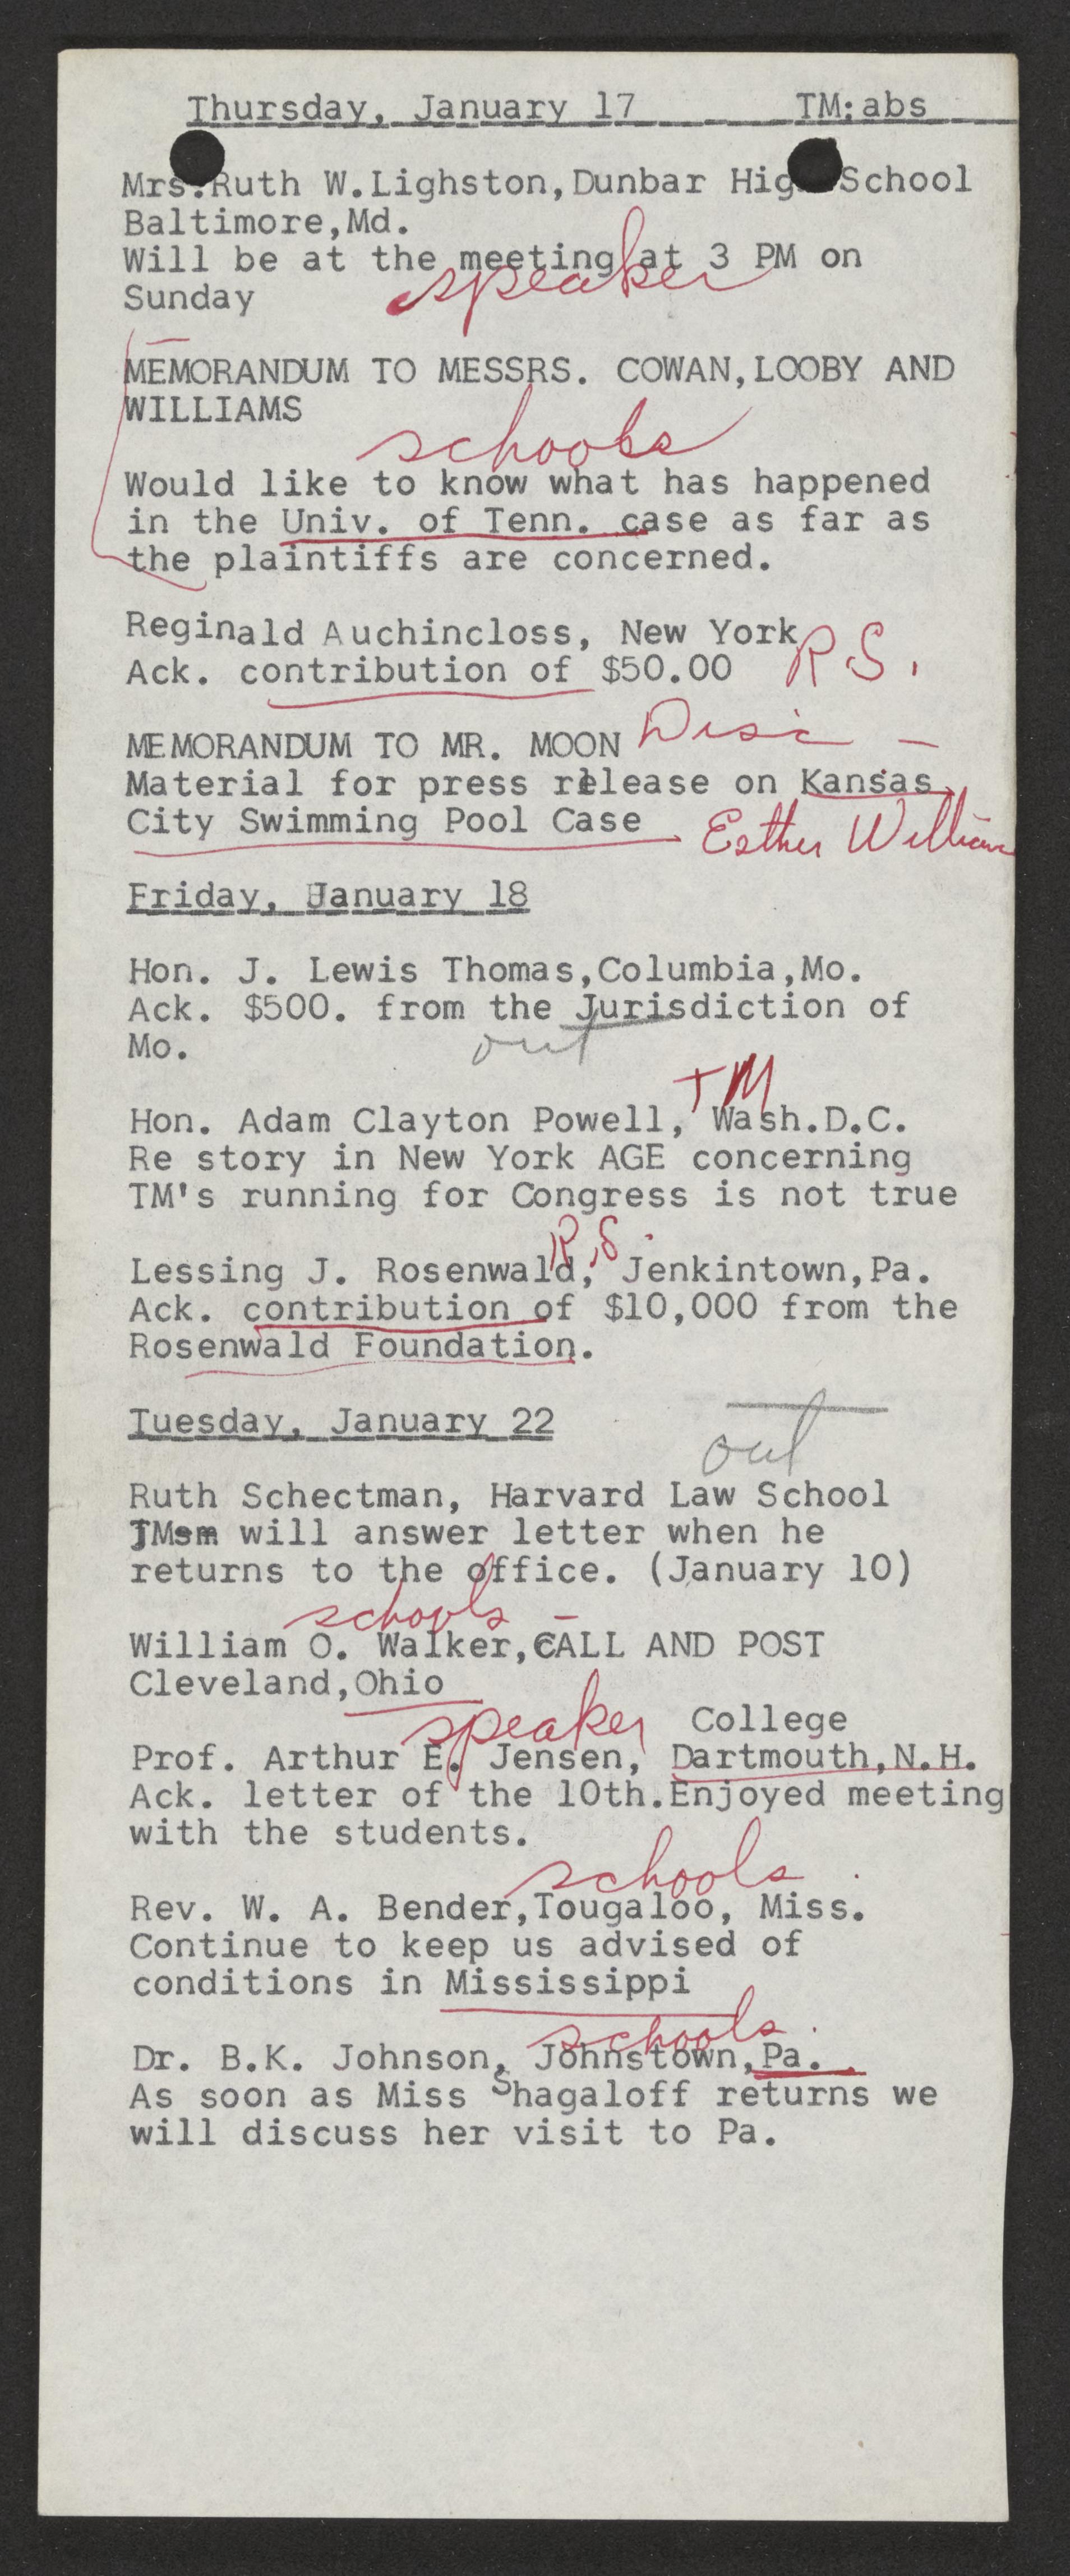 Thursday, January 17 TM:abs
Mrs.Ruth W.Lighston,Dunbar High School
Baltimore,Md.
Will be at the meeting at 3 PM on
speaker
Sunday
MEMORANDUM TO MESSRS. COWAN,LOOBY AND
WILLIAMS
schools
Would like to know what has happened
in the Univ. of Tenn. case as far as
the plaintiffs are concerned.
Reginald Auchincloss, New York
Ack. contribution of $50.00 R.S.
MEMORANDUM TO MR. MOON
Material for press release on Kansas
City Swimming Pool Case Esther Williams
Friday, January 18
Hon. J. Lewis Thomas,Columbia,Mo.
Ack. $500. from the Jurisdiction of
Mo. out
TM
Hon. Adam Clayton Powell, Wash.D.C.
Re story in New York AGE concerning
TM's running for Congress is not true
R.S.
Lessing J. Rosenwald, Jenkintown,Pa.
Ack. contribution of $10,000 from the
Rosenwald Foundation.
Tuesday, January 22
out
Ruth Schectman, Harvard Law School
TM will answer letter when he
returns to the office. (January 10)
schools
William O. Walker,CALL AND POST
Cleveland,Ohio
speaker College
Prof. Arthur E. Jensen, Dartmouth,N.H.
Ack. letter of the 10th.Enjoyed meeting
with the students.
schools
Rev. W. A. Bender,Tougaloo, Miss.
Continue to keep us advised of
conditions in Mississippi
schools.
Dr. B.K. Johnson, Johnstown,Pa.
As soon as Miss Shagaloff returns we
will discuss her visit to Pa.